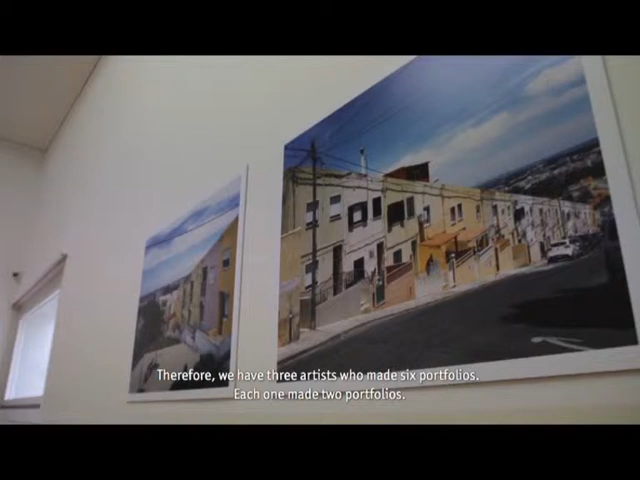 Therefore, we have three artists who made six portfolios.
Each one made two portfolios.